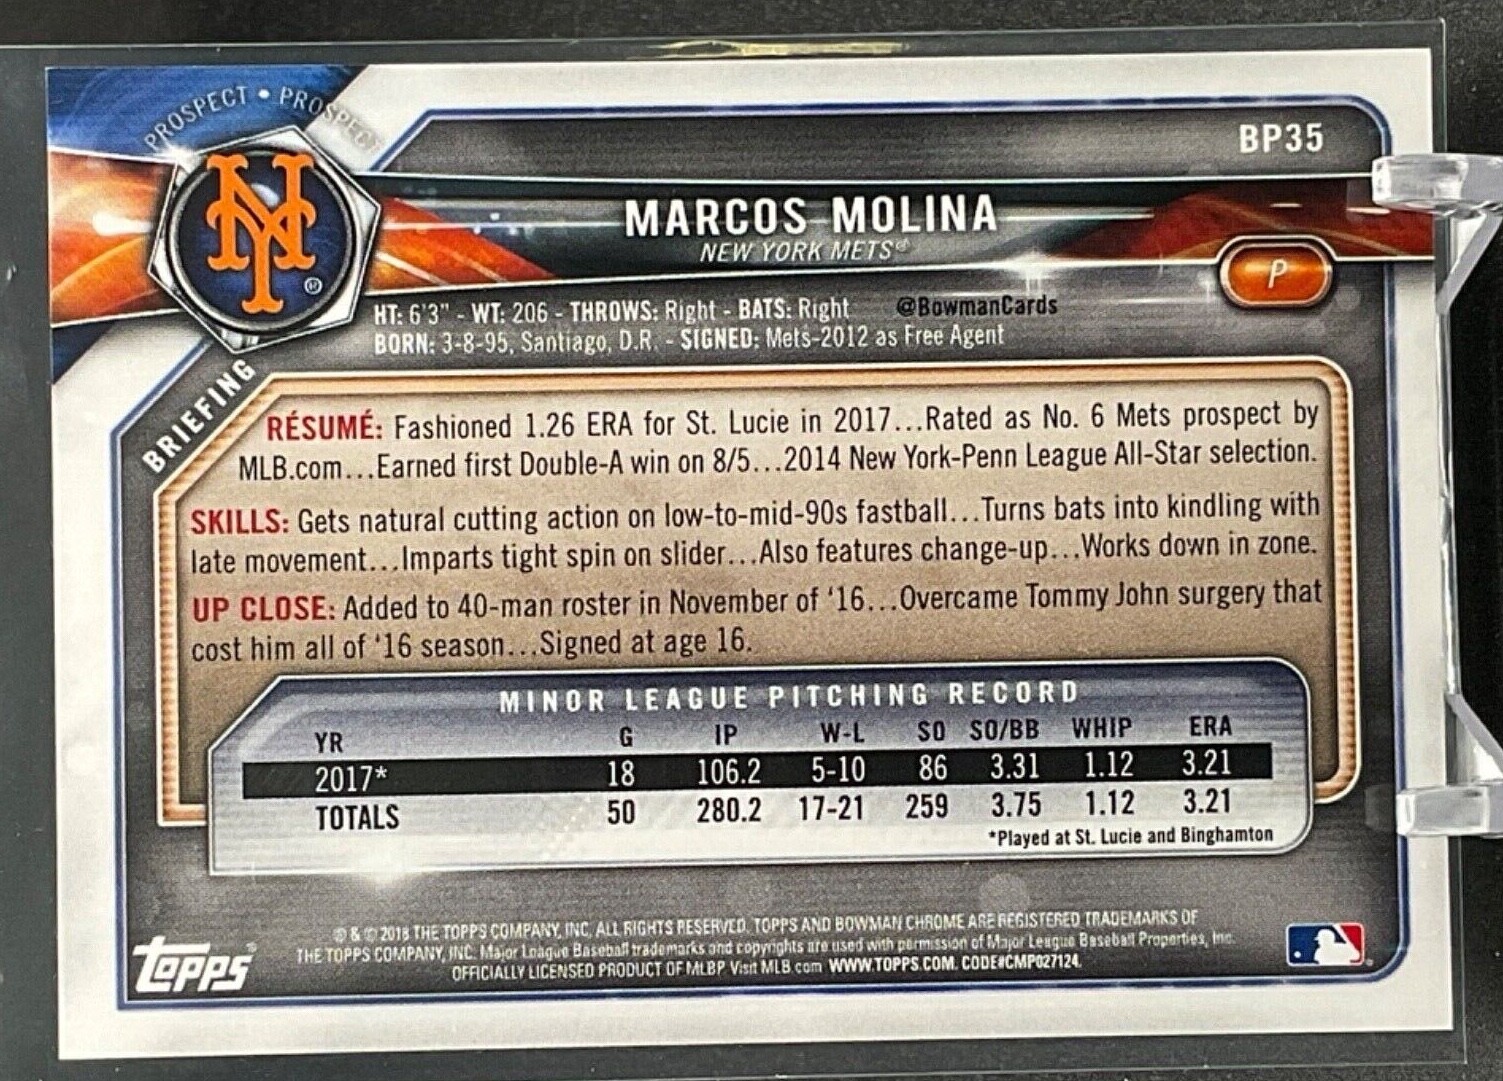 PROSPECT • PROSPECT
BP35
MARCOS MOLINA
NEW YORK METS®
P
NY
®
HT: 6'3" - WT: 206 - THROWS: Right - BATS: Right @BowmanCards
BORN: 3-8-95, Santiago, D.R. - SIGNED: Mets-2012 as Free Agent
BRIEFING
RÉSUMÉ: Fashioned 1.26 ERA for St. Lucie in 2017...Rated as No. 6 Mets prospect by
MLB.com...Earned first Double-A win on 8/5...2014 New York-Penn League All-Star selection.
SKILLS: Gets natural cutting action on low-to-mid-90s fastball...Turns bats into kindling with
late movement...Imparts tight spin on slider...Also features change-up...Works down in zone.
UP CLOSE: Added to 40-man roster in November of '16...Overcame Tommy John surgery that
cost him all of '16 season...Signed at age 16.
MINOR LEAGUE PITCHING RECORD
YR G IP W-L SO SO/BB WHIP ERA
2017* 18 106.2 5-10 86 3.31 1.12 3.21
TOTALS 50 280.2 17-21 259 3.75 1.12 3.21
*Played at St. Lucie and Binghamton
® & © 2018 THE TOPPS COMPANY, INC. ALL RIGHTS RESERVED. TOPPS AND BOWMAN CHROME ARE REGISTERED TRADEMARKS OF
THE TOPPS COMPANY, INC. Major League Baseball trademarks and copyrights are used with permission of Major League Baseball Properties, Inc.
OFFICIALLY LICENSED PRODUCT OF MLBP Visit MLB.com WWW.TOPPS.COM. CODE#CMP027124.
Topps®